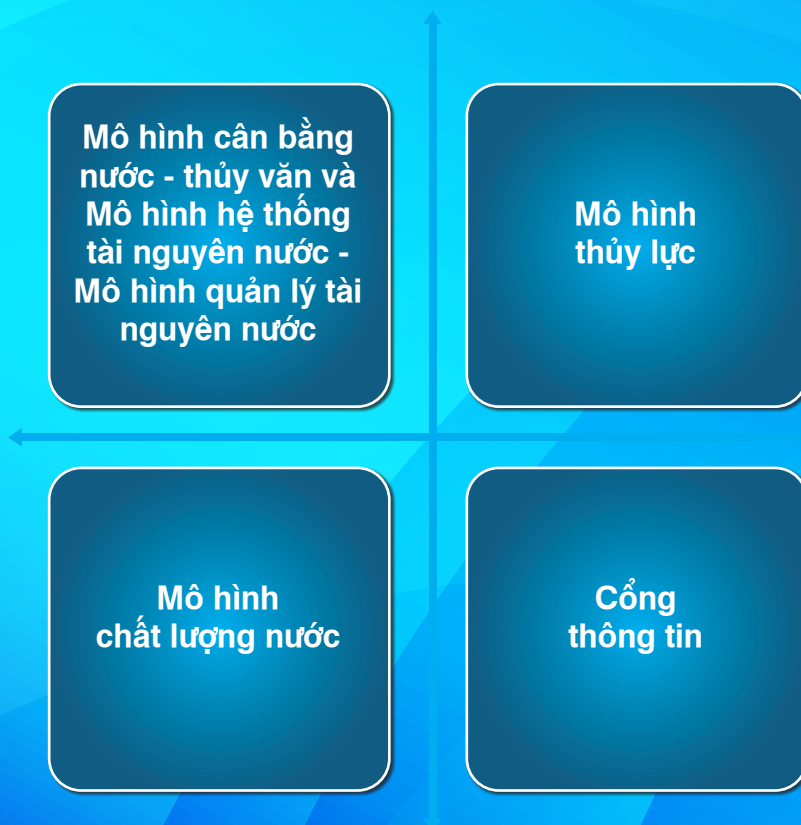 Mô hình cân bằng
nước - thủy văn và
Mô hình hệ thống
tài nguyên nước -
Mô hình quản lý tài
nguyên nước
Mô hình
thủy lực
Mô hình
chất lượng nước
Cổng
thông tin